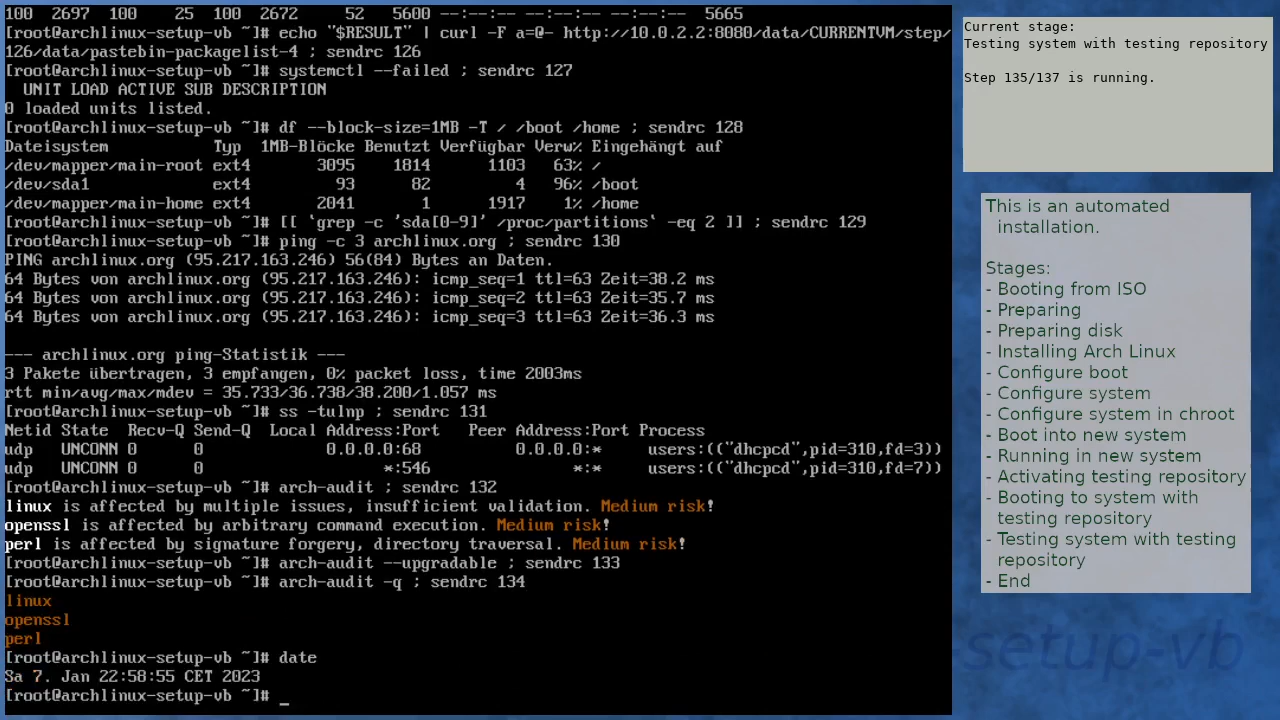 100  2697  100    25  100  2672     52   5600 --:--:-- --:--:-- --:--:--  5665
[root@archlinux-setup-vb ~]# echo "$RESULT" | curl -F a=@- http://10.0.2.2:8080/data/CURRENTVM/step/
126/data/pastebin-packagelist-4 ; sendrc 126
[root@archlinux-setup-vb ~]# systemctl --failed ; sendrc 127
  UNIT LOAD ACTIVE SUB DESCRIPTION
0 loaded units listed.
[root@archlinux-setup-vb ~]# df --block-size=1MB -T / /boot /home ; sendrc 128
Dateisystem           Typ  1MB-Blöcke Benutzt Verfügbar Verw% Eingehängt auf
/dev/mapper/main-root ext4       3095    1814      1103   63% /
/dev/sda1             ext4         93      82         4   96% /boot
/dev/mapper/main-home ext4       2041       1      1917    1% /home
[root@archlinux-setup-vb ~]# [[ `grep -c 'sda[0-9]' /proc/partitions` -eq 2 ]] ; sendrc 129
[root@archlinux-setup-vb ~]# ping -c 3 archlinux.org ; sendrc 130
PING archlinux.org (95.217.163.246) 56(84) Bytes an Daten.
64 Bytes von archlinux.org (95.217.163.246): icmp_seq=1 ttl=63 Zeit=38.2 ms
64 Bytes von archlinux.org (95.217.163.246): icmp_seq=2 ttl=63 Zeit=35.7 ms
64 Bytes von archlinux.org (95.217.163.246): icmp_seq=3 ttl=63 Zeit=36.3 ms

--- archlinux.org ping-Statistik ---
3 Pakete übertragen, 3 empfangen, 0% packet loss, time 2003ms
rtt min/avg/max/mdev = 35.733/36.738/38.200/1.057 ms
[root@archlinux-setup-vb ~]# ss -tulnp ; sendrc 131
Netid State  Recv-Q Send-Q  Local Address:Port   Peer Address:Port Process
udp   UNCONN 0      0             0.0.0.0:68          0.0.0.0:*     users:(("dhcpcd",pid=310,fd=3))
udp   UNCONN 0      0                   *:546               *:*     users:(("dhcpcd",pid=310,fd=7))
[root@archlinux-setup-vb ~]# arch-audit ; sendrc 132
linux is affected by multiple issues, insufficient validation. Medium risk!
openssl is affected by arbitrary command execution. Medium risk!
perl is affected by signature forgery, directory traversal. Medium risk!
[root@archlinux-setup-vb ~]# arch-audit --upgradable ; sendrc 133
[root@archlinux-setup-vb ~]# arch-audit -q ; sendrc 134
linux
openssl
perl
[root@archlinux-setup-vb ~]# date
Sa 7. Jan 22:58:55 CET 2023
[root@archlinux-setup-vb ~]# _
Current stage:
Testing system with testing repository

Step 135/137 is running.
This is an automated
installation.

Stages:
- Booting from ISO
- Preparing
- Preparing disk
- Installing Arch Linux
- Configure boot
- Configure system
- Configure system in chroot
- Boot into new system
- Running in new system
- Activating testing repository
- Booting to system with
testing repository
- Testing system with testing
repository
- End
-setup-vb